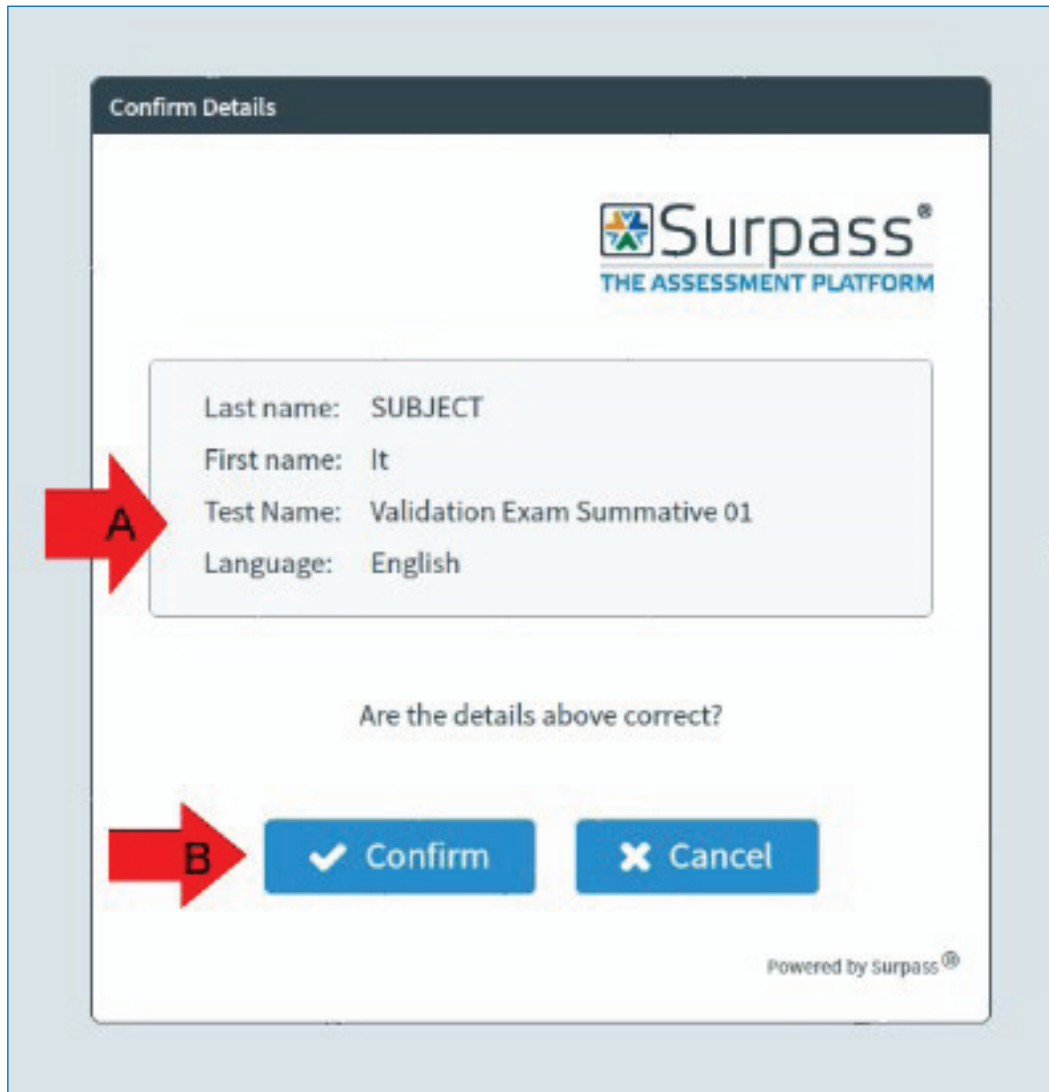 Confirm Details
Surpass®
THE ASSESSMENT PLATFORM
Last name: SUBJECT
First name: It
Test Name: Validation Exam Summative 01
Language: English
A
Are the details above correct?
B
Confirm
Cancel
Powered by Surpass®